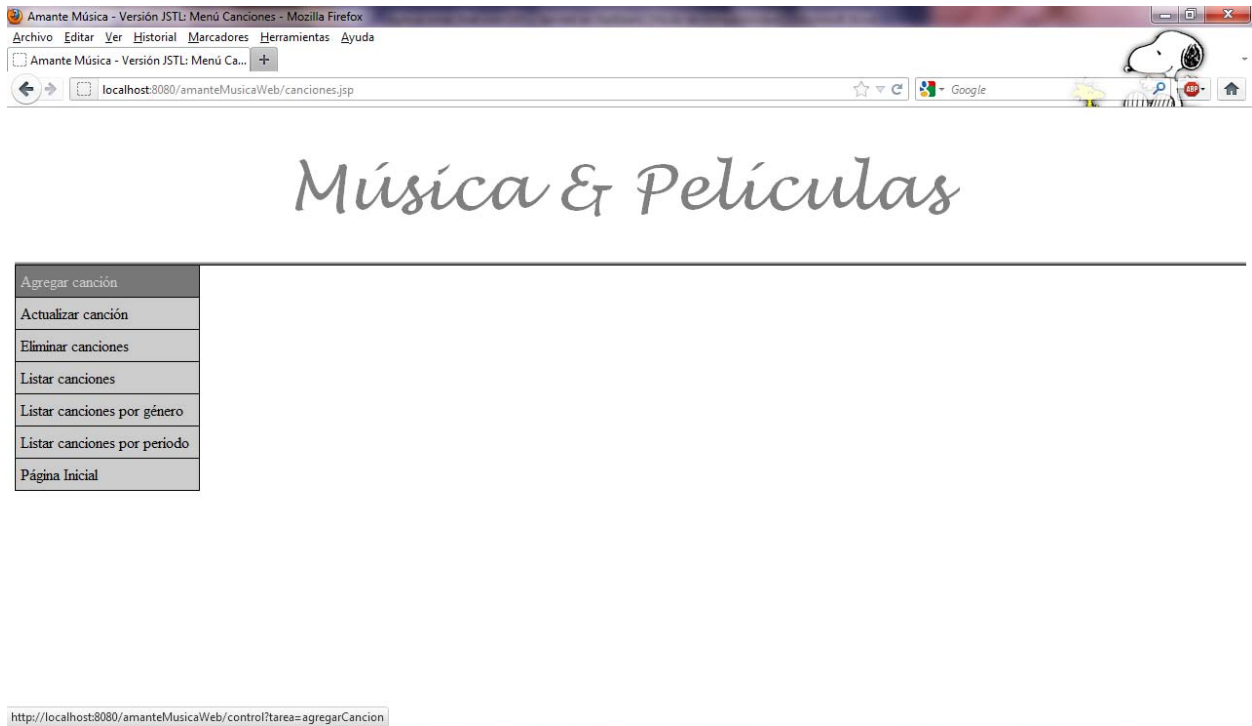 Amante Música - Versión JSTL: Menú Canciones - Mozilla Firefox
Archivo Editar Ver Historial Marcadores Herramientas Ayuda
Amante Música - Versión JSTL: Menú Ca... +
localhost:8080/amanteMusicaWeb/canciones.jsp
Google
ABP
Música & Películas
Agregar canción
Actualizar canción
Eliminar canciones
Listar canciones
Listar canciones por género
Listar canciones por periodo
Página Inicial
http://localhost:8080/amanteMusicaWeb/control?tarea=agregarCancion